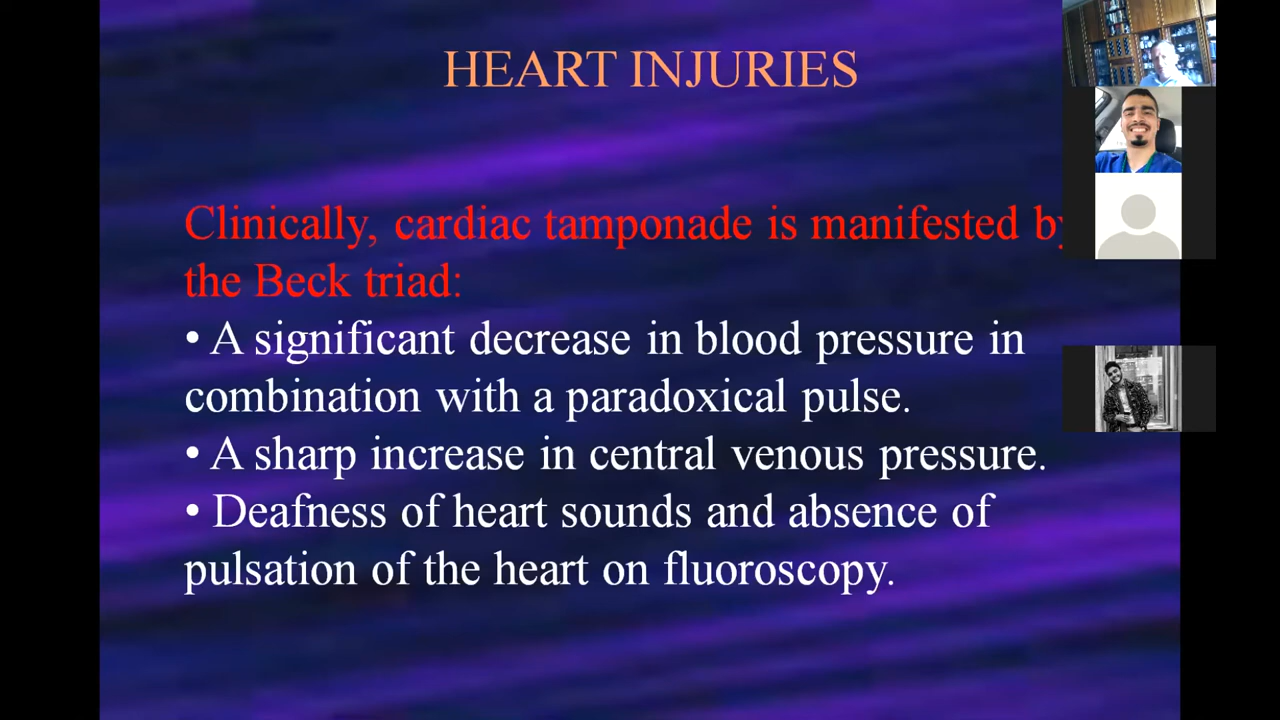 HEART INJURIES
Clinically, cardiac tamponade is manifested by
the Beck triad:
• A significant decrease in blood pressure in
combination with a paradoxical pulse.
• A sharp increase in central venous pressure.
• Deafness of heart sounds and absence of
pulsation of the heart on fluoroscopy.